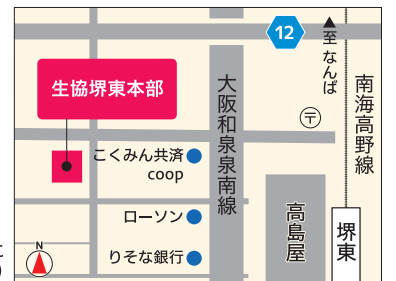 12
▲至 なんば
生協堺東本部
大阪和泉泉南線
南海高野線
〒
こくみん共済
coop
ローソン
高島屋
堺東
りそな銀行
N